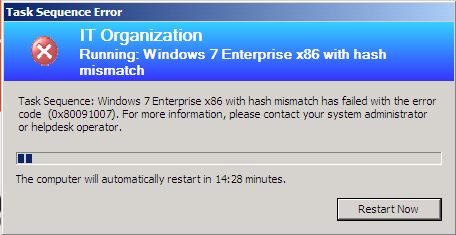 Task Sequence Error
IT Organization
Running: Windows 7 Enterprise x86 with hash
mismatch
Task Sequence: Windows 7 Enterprise x86 with hash mismatch has failed with the error
code  (0x80091007). For more information, please contact your system administrator
or helpdesk operator.
The computer will automatically restart in 14:28 minutes.
Restart Now